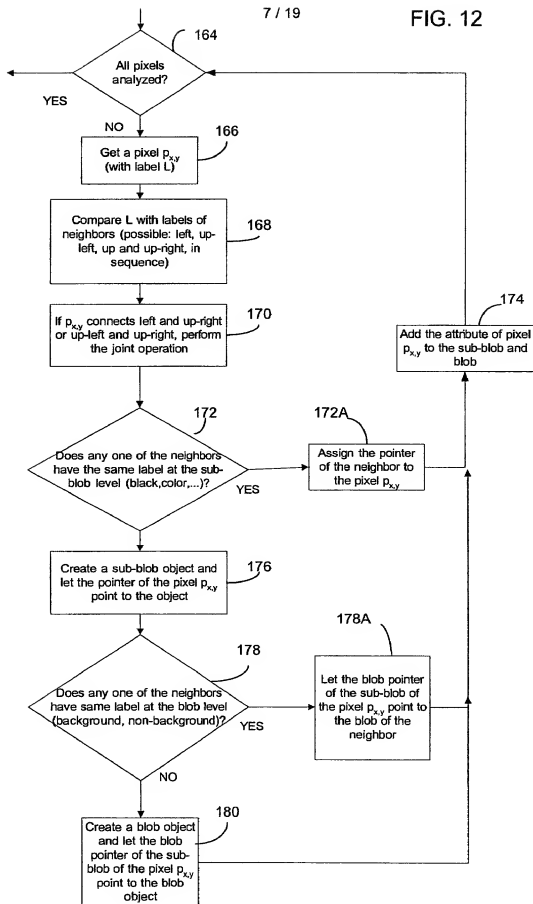 7 / 19
FIG. 12
164
All pixels
analyzed?
YES
NO
166
Get a pixel px,y
(with label L)
Compare L with labels of
neighbors (possible: left, up-
left, up and up-right, in
sequence)
168
If px,y connects left and up-right
or up-left and up-right, perform
the joint operation
170
174
Add the attribute of pixel
px,y to the sub-blob and
blob
172
Does any one of the neighbors
have the same label at the sub-
blob level (black,color,...)?
YES
172A
Assign the pointer
of the neighbor to
the pixel px,y
Create a sub-blob object and
let the pointer of the pixel px,y
point to the object
176
178
Does any one of the neighbors
have same label at the blob level
(background, non-background)?
YES
NO
178A
Let the blob pointer
of the sub-blob of
the pixel px,y point
to the blob of the
neighbor
180
Create a blob object
and let the blob
pointer of the sub-
blob of the pixel px,y
point to the blob
object